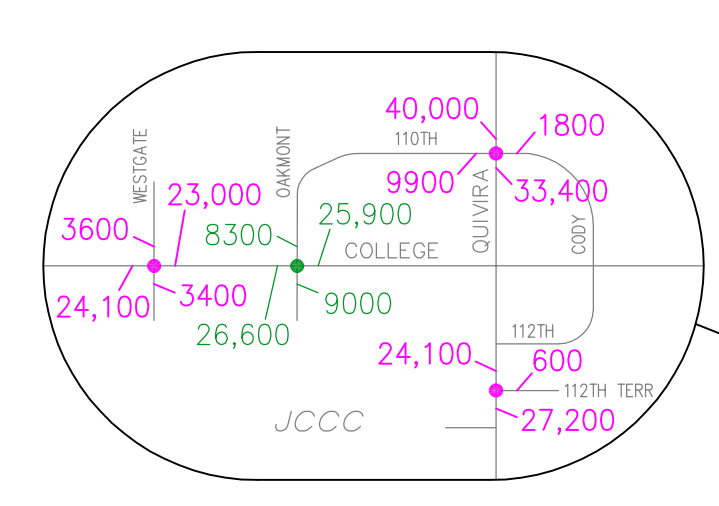 40,000
1800
110TH
WESTGATE
OAKMONT
9900
33,400
23,000
QUIVIRA
25,900
3600
8300
CODY
COLLEGE
24,100
3400
9000
26,600
112TH
24,100
600
112TH TERR
JCCC
27,200